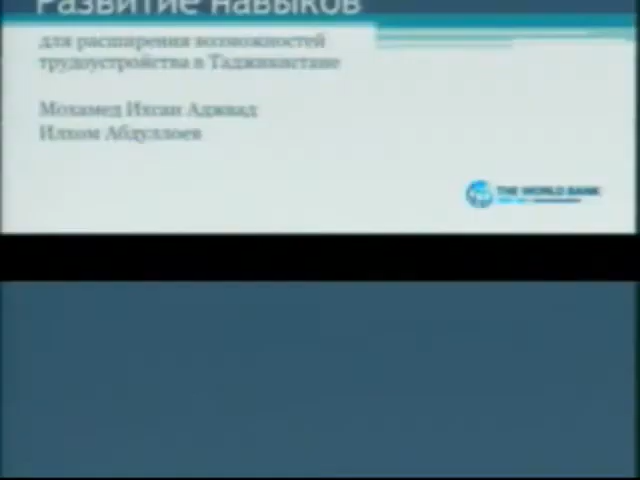 Развитие навыков
для расширения возможностей
трудоустройства в Таджикистане
Мохамед Ихсан Аджвад
Илхом Абдуллоев
THE WORLD BANK